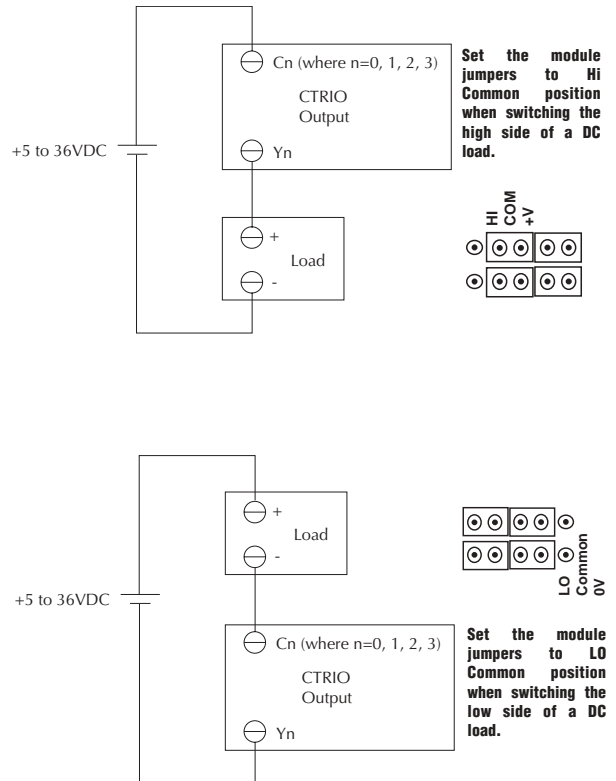 Cn (where n=0, 1, 2, 3)
CTRIO
Output
Yn
+5 to 36VDC
+
Load
-
Set the module
jumpers to Hi
Common position
when switching the
high side of a DC
load.
HI
COM
+V
+
Load
-
+5 to 36VDC
Cn (where n=0, 1, 2, 3)
CTRIO
Output
Yn
LO
Common
0V
Set the module
jumpers to LO
Common position
when switching the
low side of a DC
load.